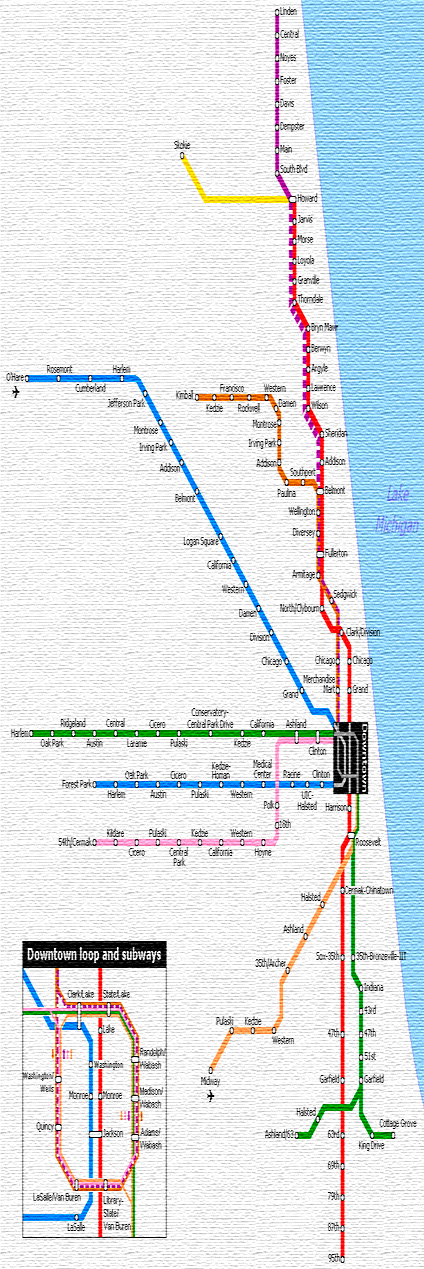 Linden
Central
Noyes
Foster
Davis
Dempster
Main
South Blvd
Skokie
Howard
Jarvis
Morse
Loyola
Granville
Thorndale
Bryn Mawr
Berwyn
Argyle
Lawrence
Wilson
Sheridan
Addison
Belmont
Wellington
Diversey
Fullerton
Armitage
Sedgwick
North/Clybourn
Clark/Division
Chicago
Chicago
Merchandise
Mart
Grand
Lake
Michigan
O'Hare
Rosemont
Cumberland
Harlem
Jefferson Park
Montrose
Irving Park
Addison
Belmont
Logan Square
California
Western
Damen
Division
Chicago
Grand
Kimball
Kedzie
Francisco
Rockwell
Western
Damen
Montrose
Irving Park
Addison
Paulina
Southport
Harlem
Oak Park
Ridgeland
Austin
Central
Laramie
Cicero
Pulaski
Conservatory-
Central Park Drive
Kedzie
California
Ashland
Clinton
Downtown
Forest Park
Harlem
Oak Park
Austin
Cicero
Pulaski
Kedzie-
Homan
Western
Medical
Center
Racine
UIC-
Halsted
Clinton
Polk
18th
54th/Cermak
Kildare
Cicero
Pulaski
Central
Park
Kedzie
California
Western
Hoyne
Harrison
Roosevelt
Halsted
Ashland
35th/Archer
Western
Kedzie
Pulaski
Midway
Cermak-Chinatown
Sox-35th
35th-Bronzeville-IIT
Indiana
43rd
47th
47th
51st
Garfield
Garfield
Halsted
Ashland/63
Cottage Grove
King Drive
63rd
69th
79th
87th
95th
Downtown loop and subways
Clark/Lake
State/Lake
Lake
Randolph/
Wabash
Washington
Washington/
Wells
Monroe
Monroe
Madison/
Wabash
Quincy
Jackson
Adams/
Wabash
LaSalle/Van Buren
Library-
State/
Van Buren
LaSalle